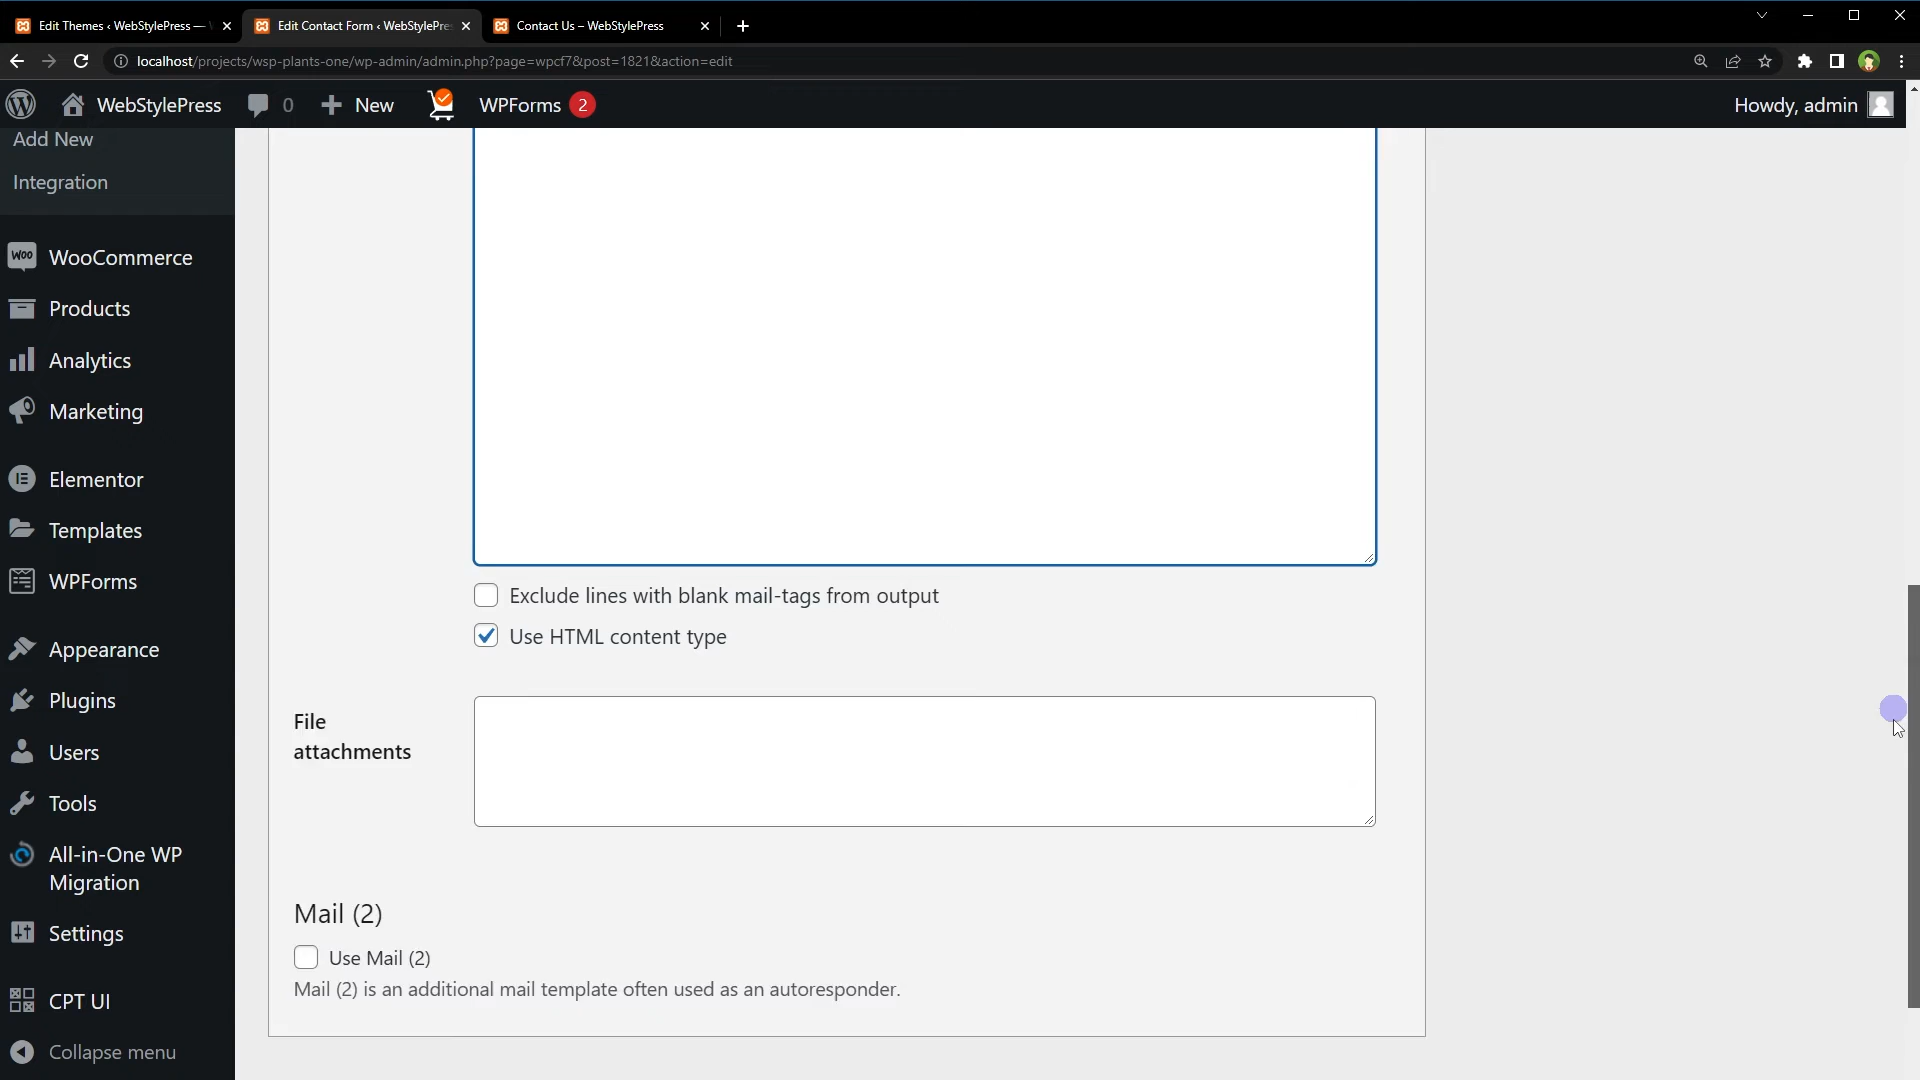 Edit Themes ‹ WebStylePress —
Edit Contact Form ‹ WebStylePre
Contact Us – WebStylePress
localhost/projects/wsp-plants-one/wp-admin/admin.php?page=wpcf7&post=1821&action=edit
WebStylePress
0
New
WPForms
2
Howdy, admin
Add New
Integration
WOO
WooCommerce
Products
Analytics
Marketing
Elementor
Templates
WPForms
Appearance
Plugins
Users
Tools
All-in-One WP
Migration
Settings
CPT UI
Collapse menu
Exclude lines with blank mail-tags from output
Use HTML content type
File
attachments
Mail (2)
Use Mail (2)
Mail (2) is an additional mail template often used as an autoresponder.